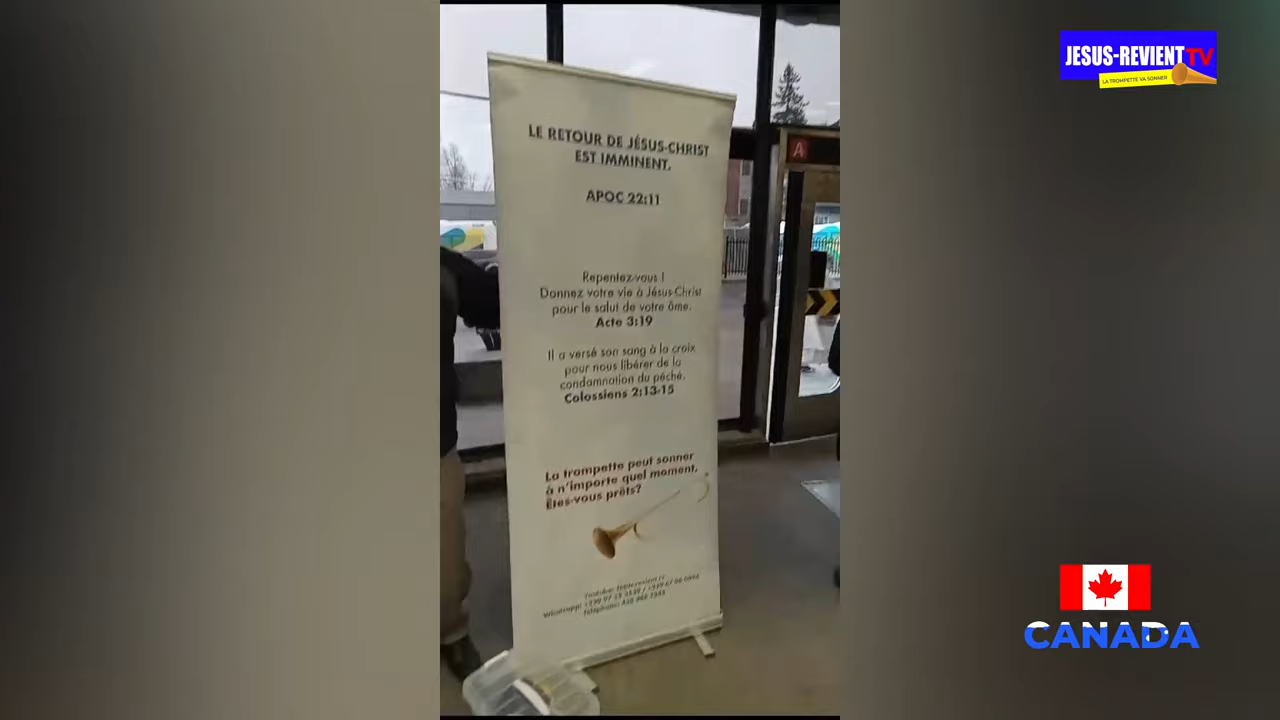 JESUS-REVIENT TV
LA TROMPETTE VA SONNER
LE RETOUR DE JÉSUS-CHRIST
EST IMMINENT.
APOC 22:11
A
Repentez-vous !
Donnez votre vie à Jésus-Christ
pour le salut de votre âme.
Acte 3:19
Il a versé son sang à la croix
pour nous libérer de la
condamnation du péché.
Colossiens 2:13-15
La trompette peut sonner
à n'importe quel moment,
Êtes-vous prêts?
Youtube:
Whatsapp:
Téléphone:
CANADA